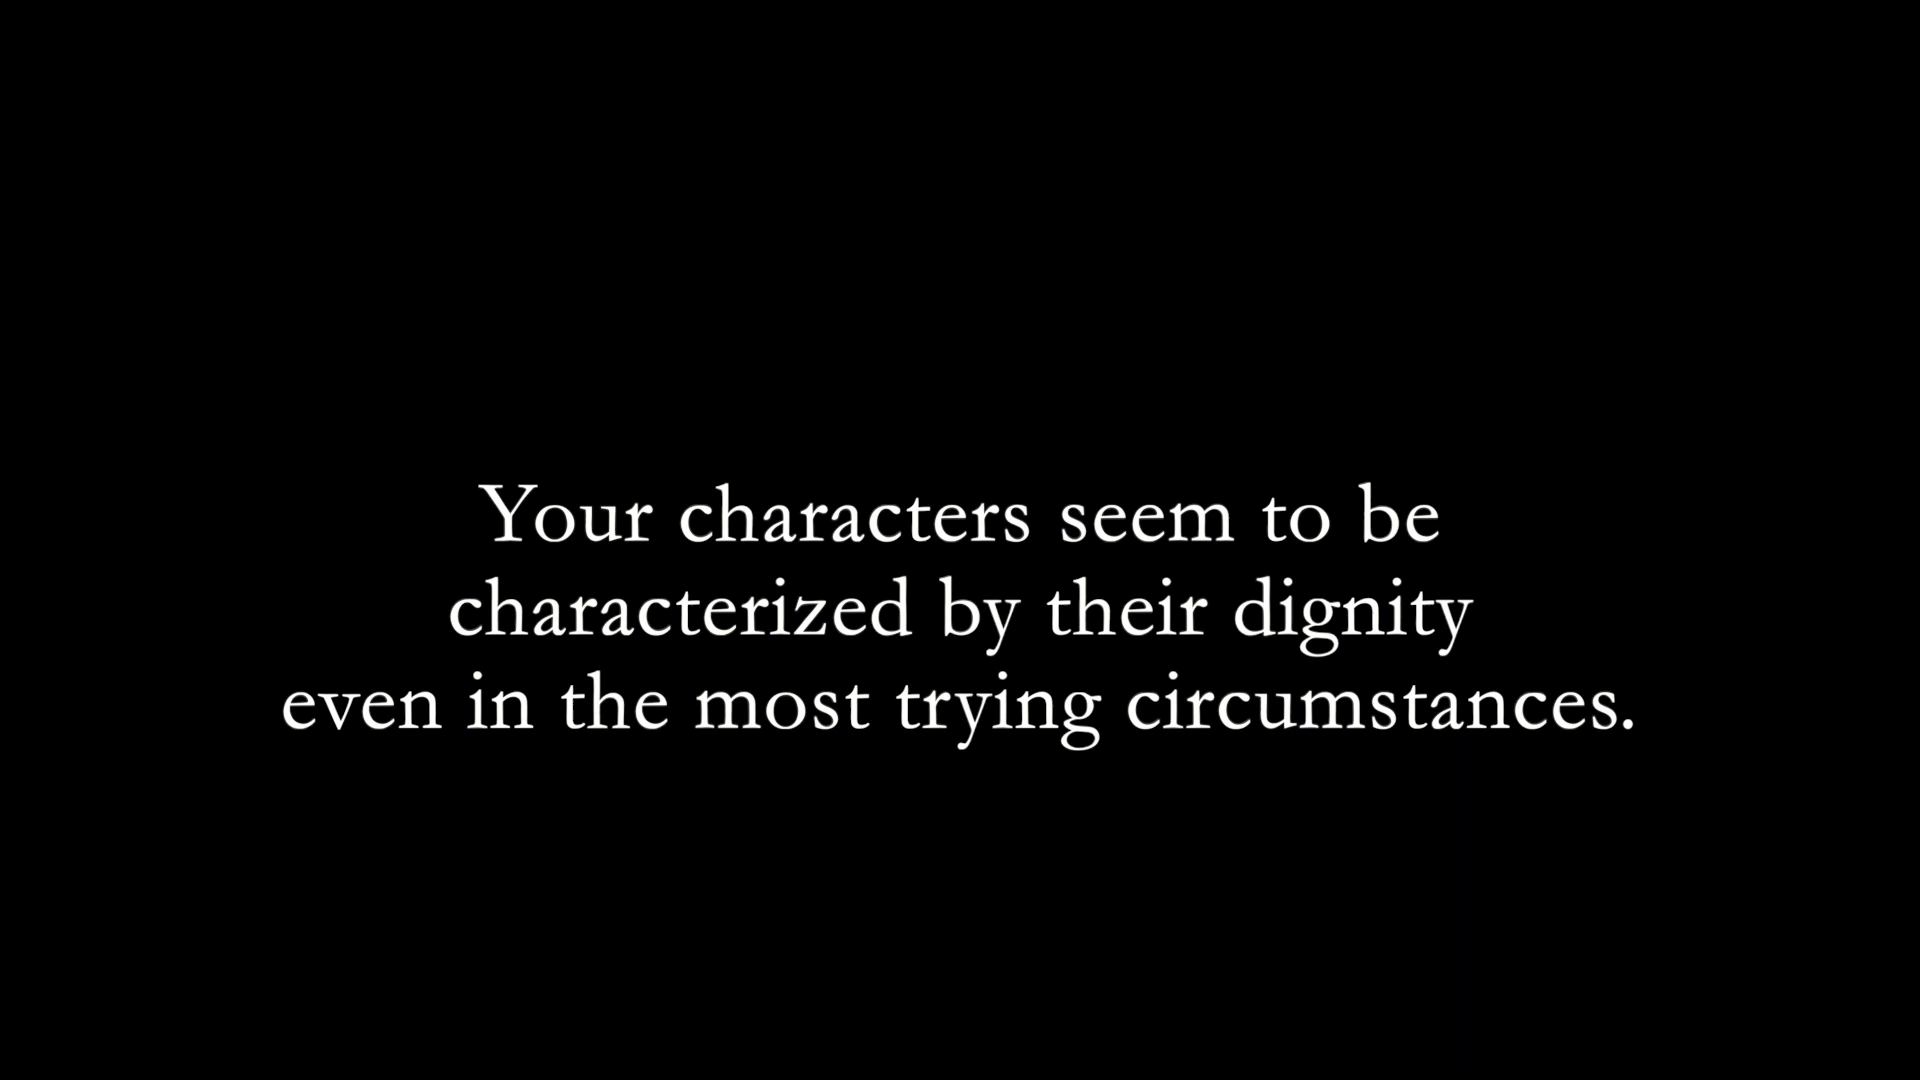 Your characters seem to be
characterized by their dignity
even in the most trying circumstances.